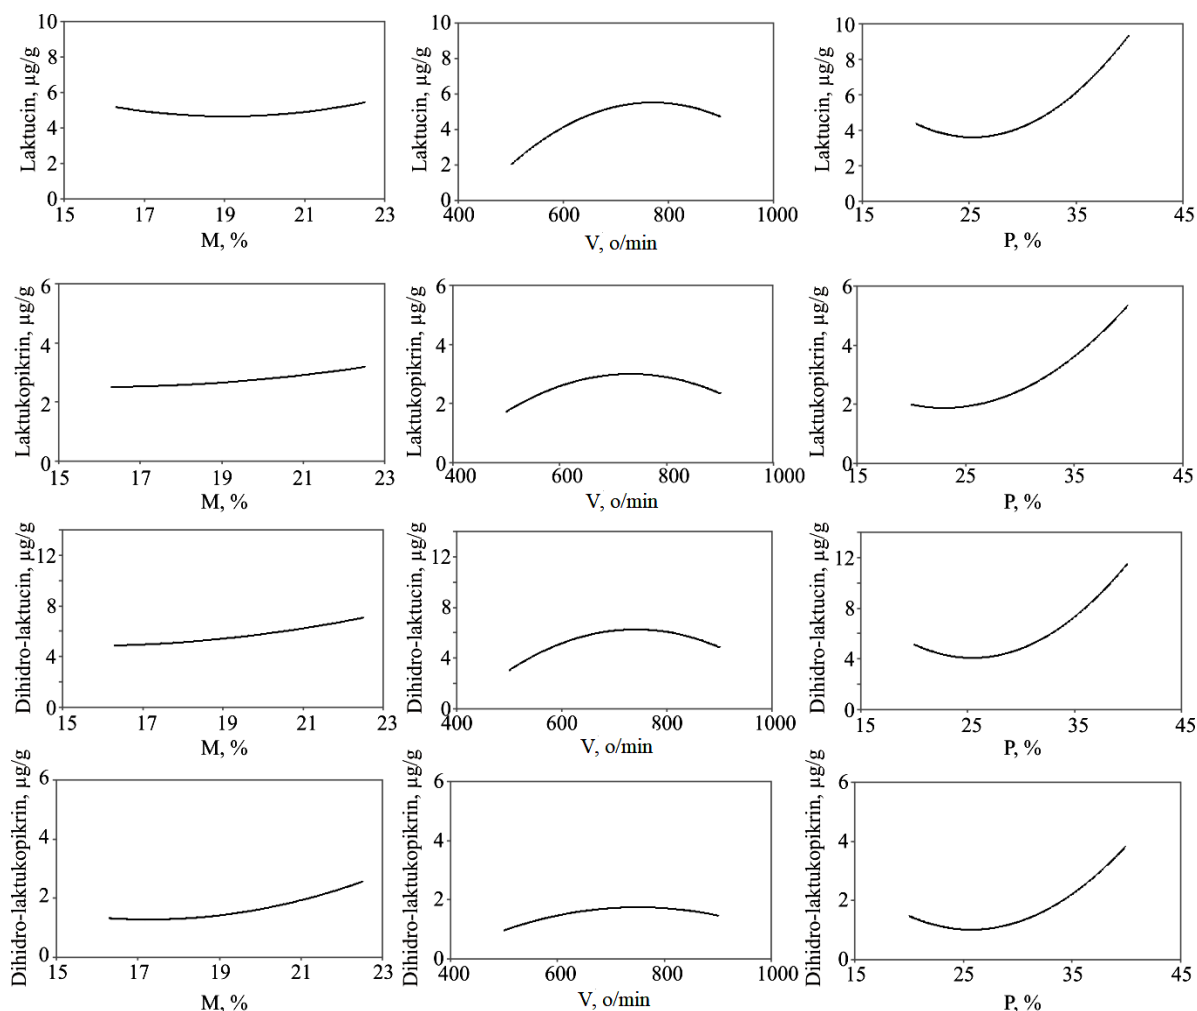 Laktucin, µg/g
10
8
6
4
2
0
15 17 19 21 23
M, %
Laktucin, µg/g
10
8
6
4
2
0
400 600 800 1000
V, o/min
Laktucin, µg/g
10
8
6
4
2
0
15 25 35 45
P, %
Laktukopikrin, µg/g
6
4
2
0
15 17 19 21 23
M, %
Laktukopikrin, µg/g
6
4
2
0
400 600 800 1000
V, o/min
Laktukopikrin, µg/g
6
4
2
0
15 25 35 45
P, %
Dihidro-laktucin, µg/g
12
8
4
0
15 17 19 21 23
M, %
Dihidro-laktucin, µg/g
12
8
4
0
400 600 800 1000
V, o/min
Dihidro-laktucin, µg/g
12
8
4
0
15 25 35 45
P, %
Dihidro-laktukopikrin, µg/g
6
4
2
0
15 17 19 21 23
M, %
Dihidro-laktukopikrin, µg/g
6
4
2
0
400 600 800 1000
V, o/min
Dihidro-laktukopikrin, µg/g
6
4
2
0
15 25 35 45
P, %